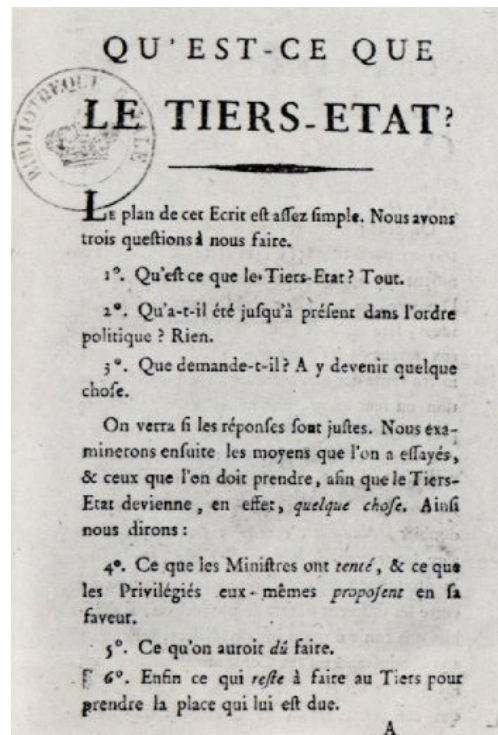 QU'EST-CE QUE
LE TIERS-ETAT?
BIBLIOTHEQUE ROYALE
LE plan de cet Ecrit eſt aſſez ſimple. Nous avons
trois queſtions à nous faire.
1°. Qu'eſt ce que le Tiers-Etat? Tout.
2°. Qu'a-t-il été juſqu'à préſent dans l'ordre
politique ? Rien.
3°. Que demande-t-il? A y devenir quelque
choſe.
On verra ſi les réponſes ſont juſtes. Nous exa-
minerons enſuite les moyens que l'on a eſſayés,
& ceux que l'on doit prendre, afin que le Tiers-
Etat devienne, en effet, quelque choſe. Ainſi
nous dirons :
4°. Ce que les Miniſtres ont tenté, & ce que
les Privilégiés eux-mêmes propoſent en ſa
faveur.
5°. Ce qu'on auroit dû faire.
6°. Enfin ce qui reſte à faire au Tiers pour
prendre la place qui lui eſt due.
A